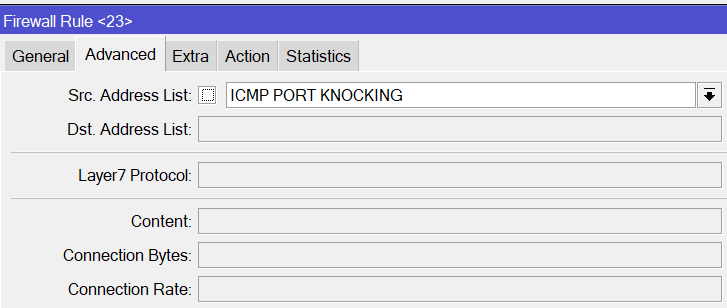 Firewall Rule <23>
General Advanced Extra Action Statistics
Src. Address List: ICMP PORT KNOCKING
Dst. Address List:
Layer7 Protocol:
Content:
Connection Bytes:
Connection Rate: